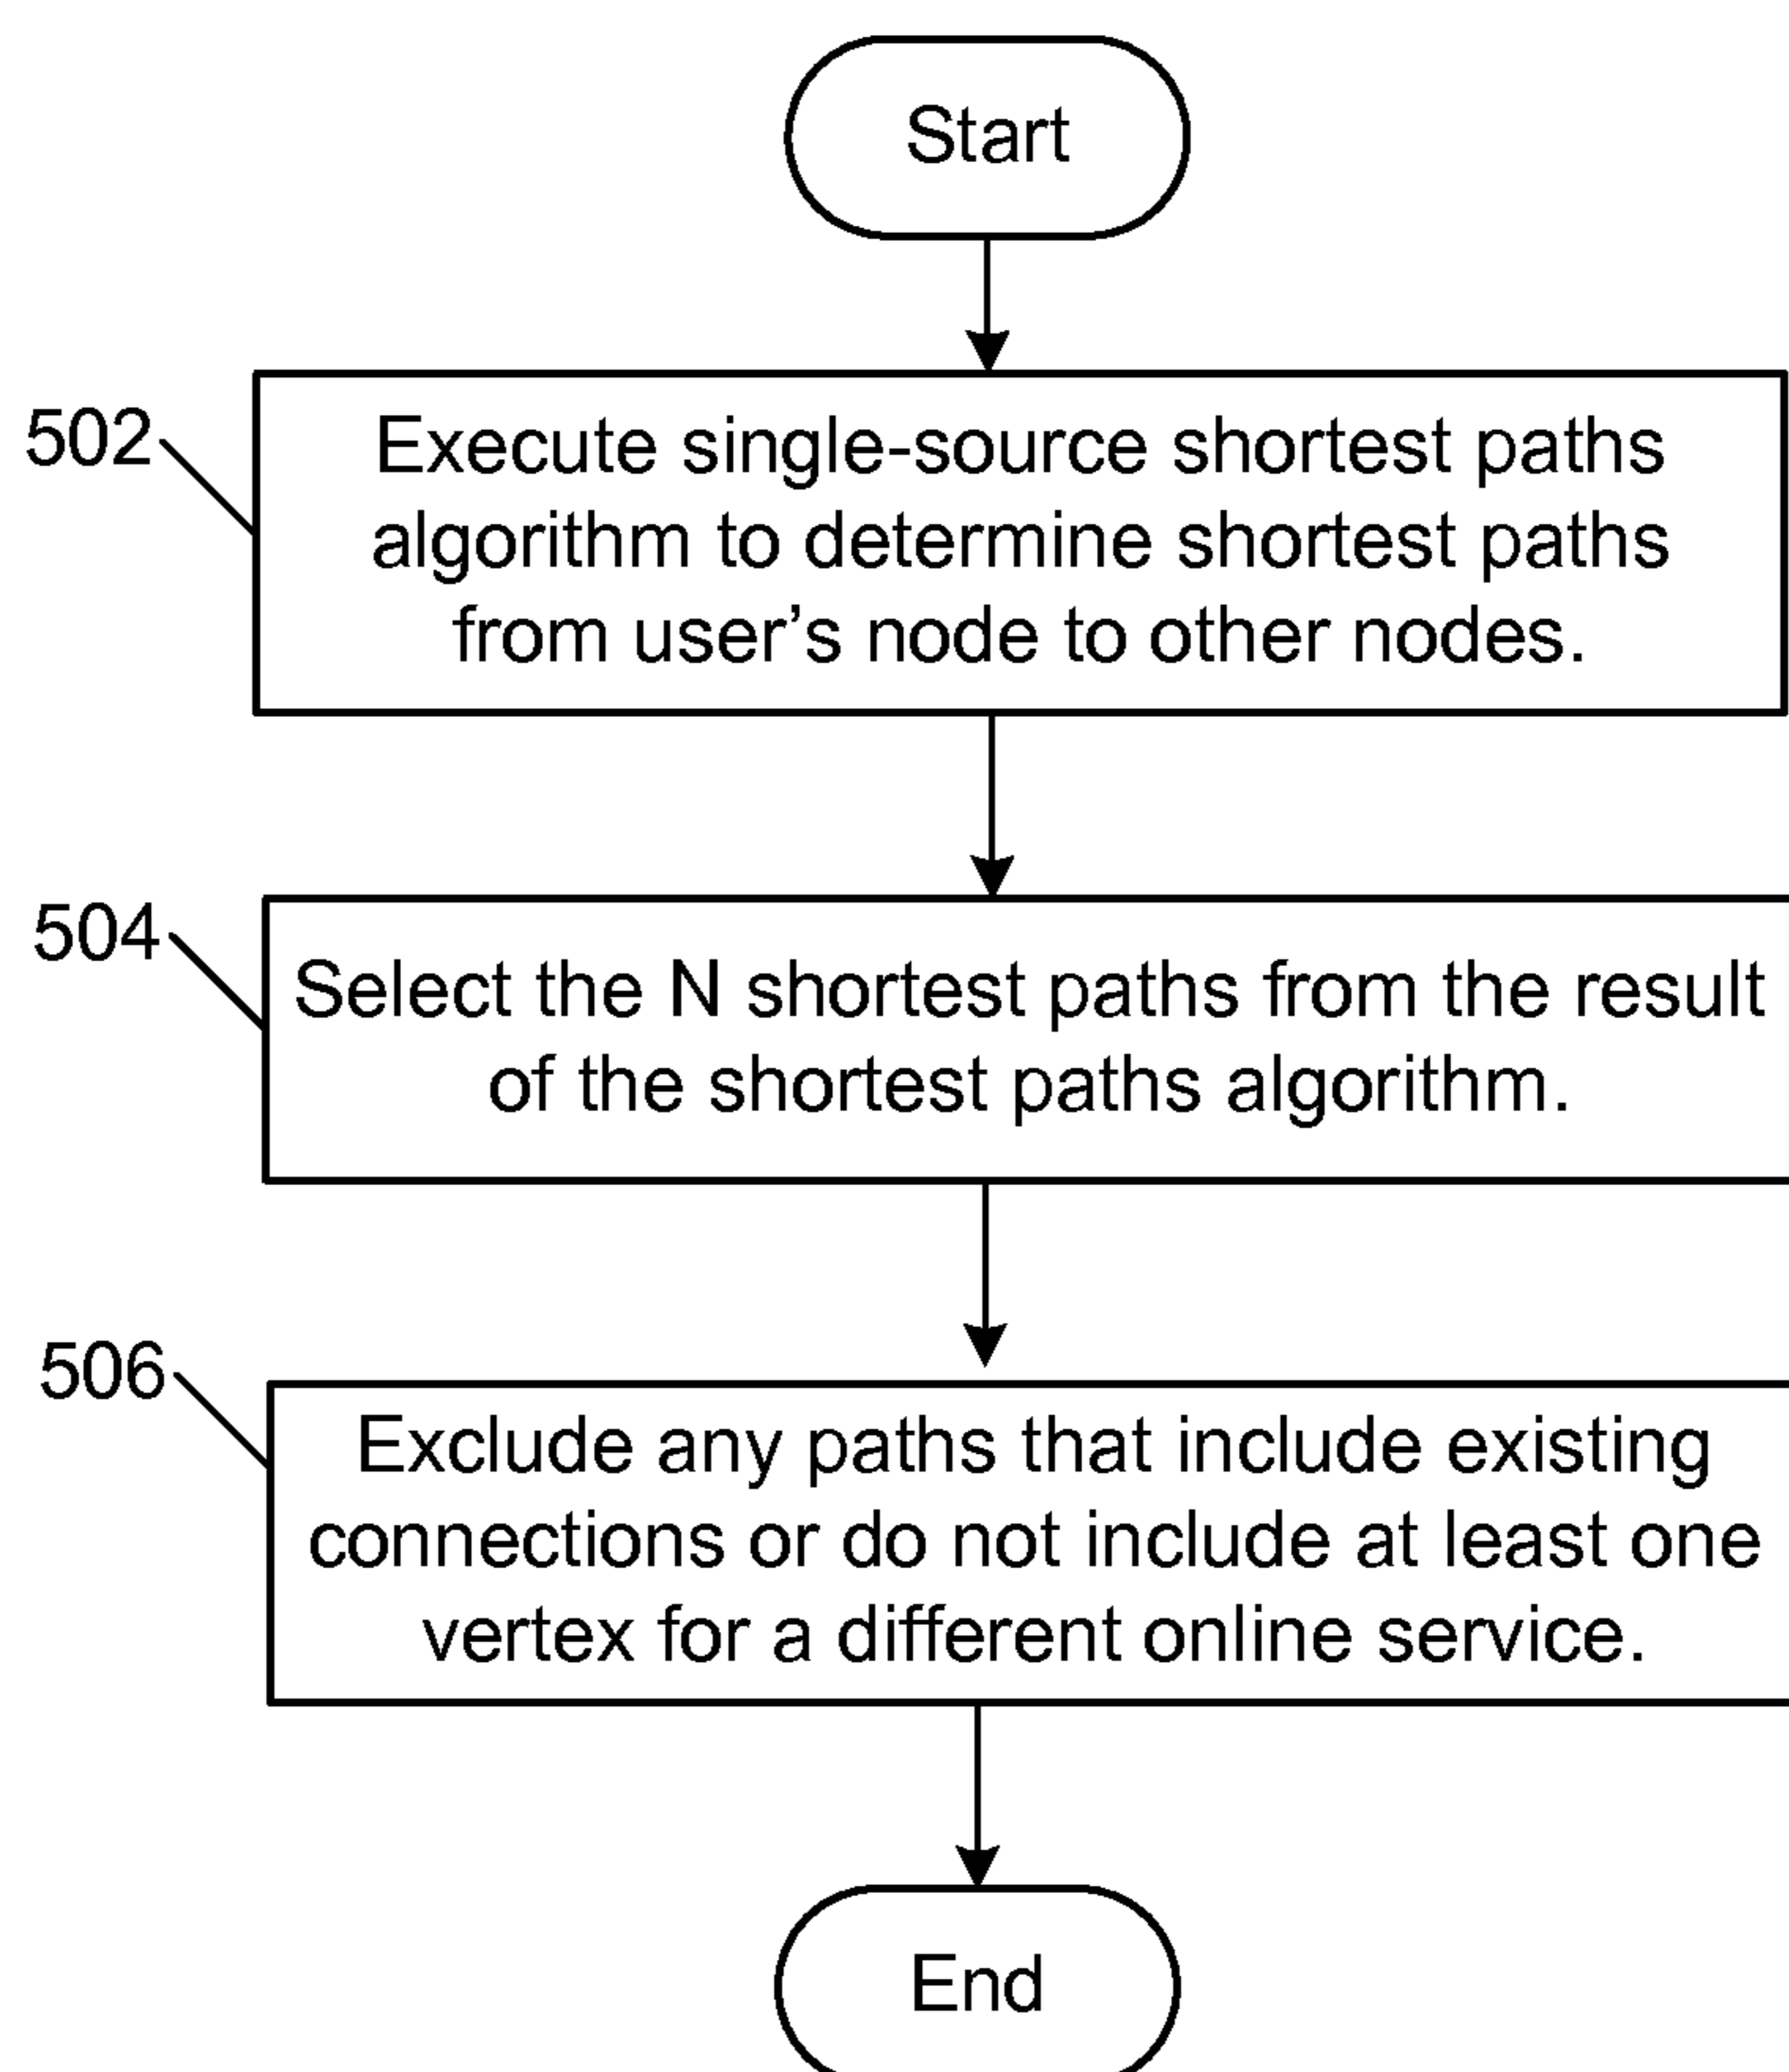 Start
502
Execute single-source shortest paths
algorithm to determine shortest paths
from user’s node to other nodes.
504
Select the N shortest paths from the result
of the shortest paths algorithm.
506
Exclude any paths that include existing
connections or do not include at least one
vertex for a different online service.
End